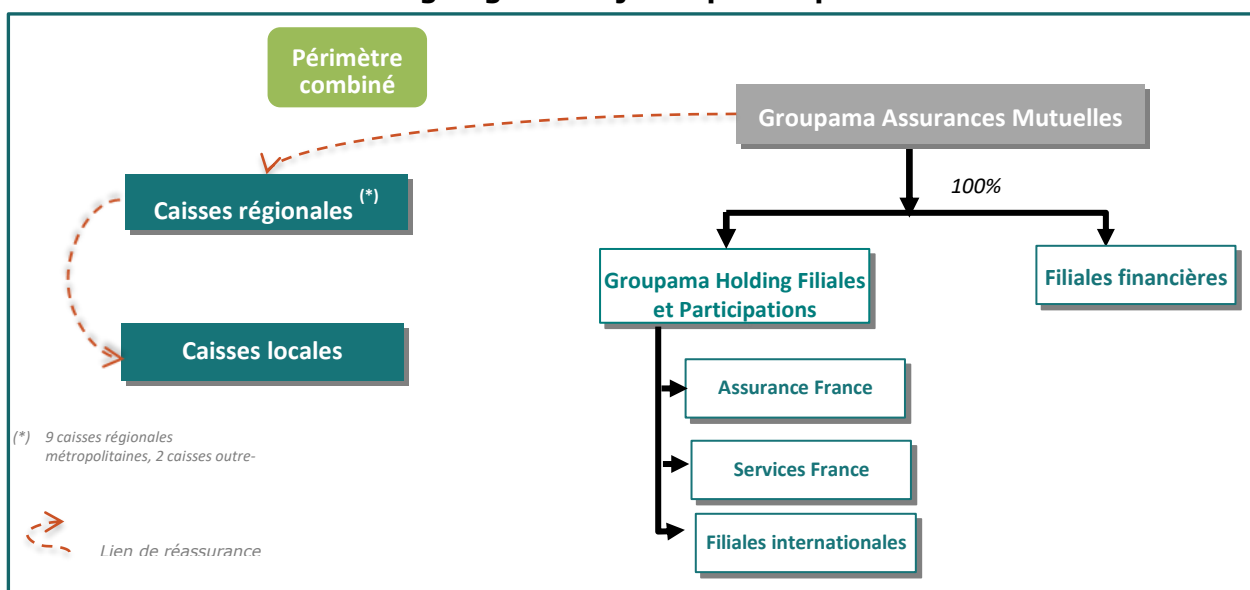 Périmètre
combiné
Groupama Assurances Mutuelles
100%
Caisses régionales (*)
Groupama Holding Filiales
et Participations
Filiales financières
Caisses locales
Assurance France
(*) 9 caisses régionales
métropolitaines, 2 caisses outre-
Services France
Filiales internationales
Lien de réassurance